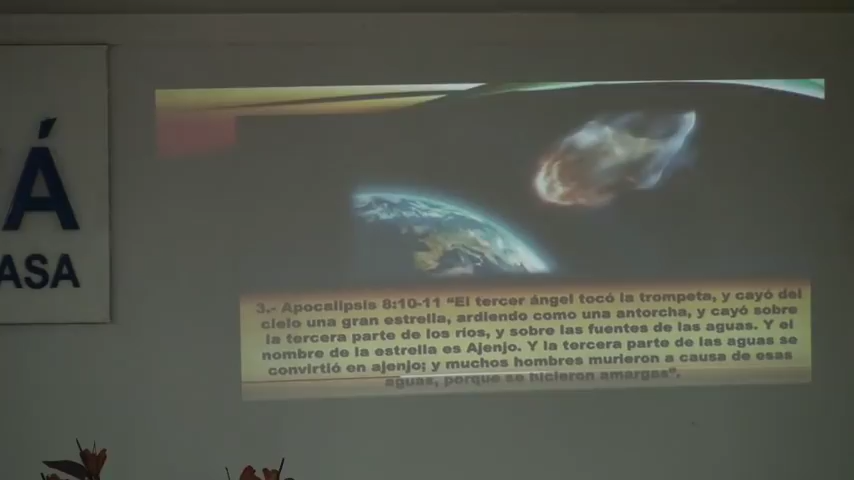 Á
ASA
3.- Apocalipsis 8:10-11 "El tercer ángel tocó la trompeta, y cayó del
cielo una gran estrella, ardiendo como una antorcha, y cayó sobre
la tercera parte de los ríos, y sobre las fuentes de las aguas. Y el
nombre de la estrella es Ajenjo. Y la tercera parte de las aguas se
convirtió en ajenjo; y muchos hombres murieron a causa de esas
aguas, porque se hicieron amargas".